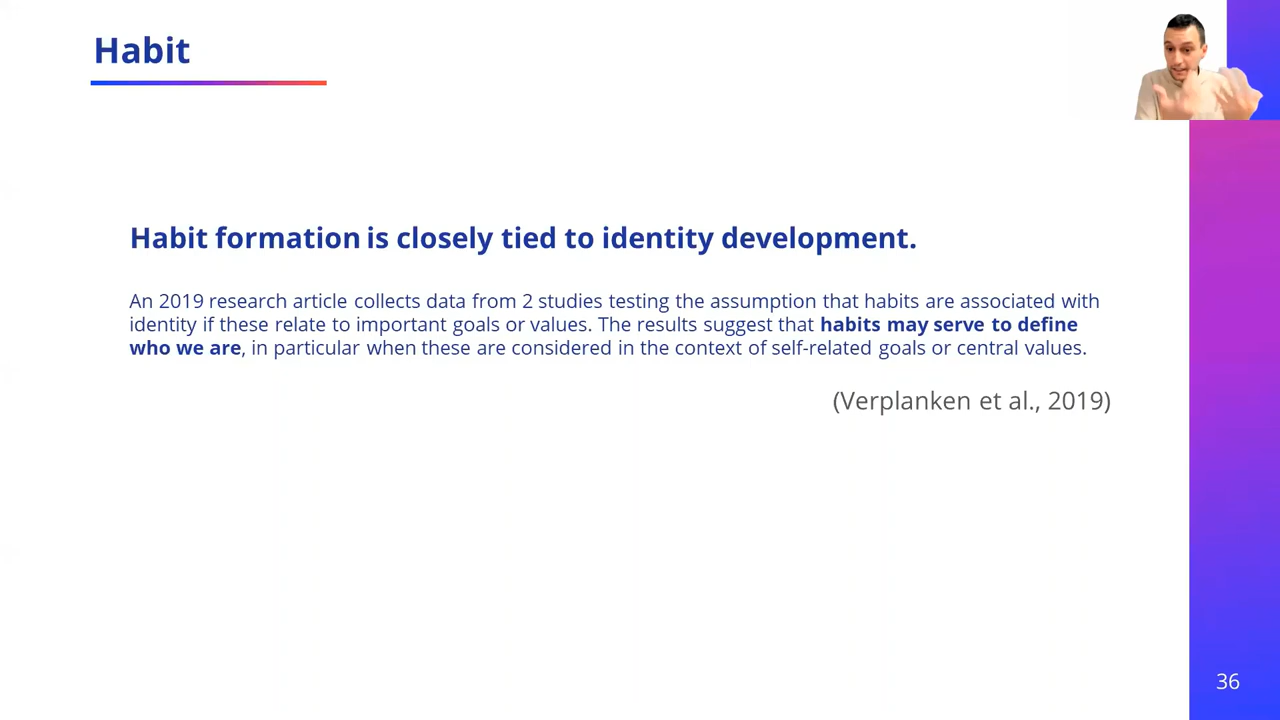 Habit
Habit formation is closely tied to identity development.
An 2019 research article collects data from 2 studies testing the assumption that habits are associated with
identity if these relate to important goals or values. The results suggest that habits may serve to define
who we are, in particular when these are considered in the context of self-related goals or central values.
(Verplanken et al., 2019)
36